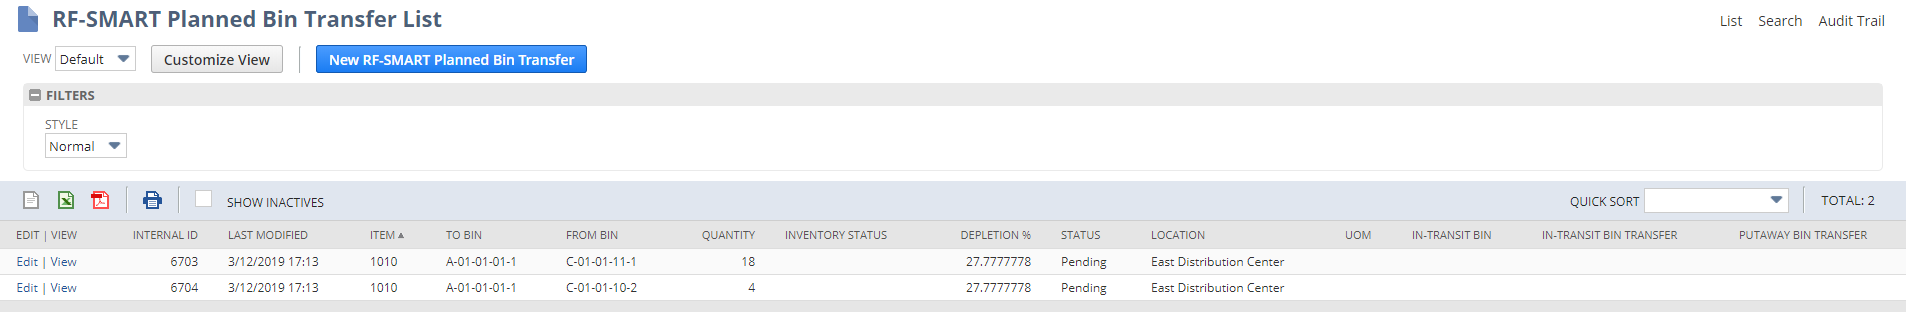 RF-SMART Planned Bin Transfer List
List Search Audit Trail
VIEW Default Customize View New RF-SMART Planned Bin Transfer
FILTERS
STYLE
Normal
SHOW INACTIVES QUICK SORT TOTAL: 2
EDIT | VIEW INTERNAL ID LAST MODIFIED ITEM TO BIN FROM BIN QUANTITY INVENTORY STATUS DEPLETION % STATUS LOCATION UOM IN-TRANSIT BIN IN-TRANSIT BIN TRANSFER PUTAWAY BIN TRANSFER
Edit | View 6703 3/12/2019 17:13 1010 A-01-01-01-1 C-01-01-11-1 18 27.7777778 Pending East Distribution Center
Edit | View 6704 3/12/2019 17:13 1010 A-01-01-01-1 C-01-01-10-2 4 27.7777778 Pending East Distribution Center